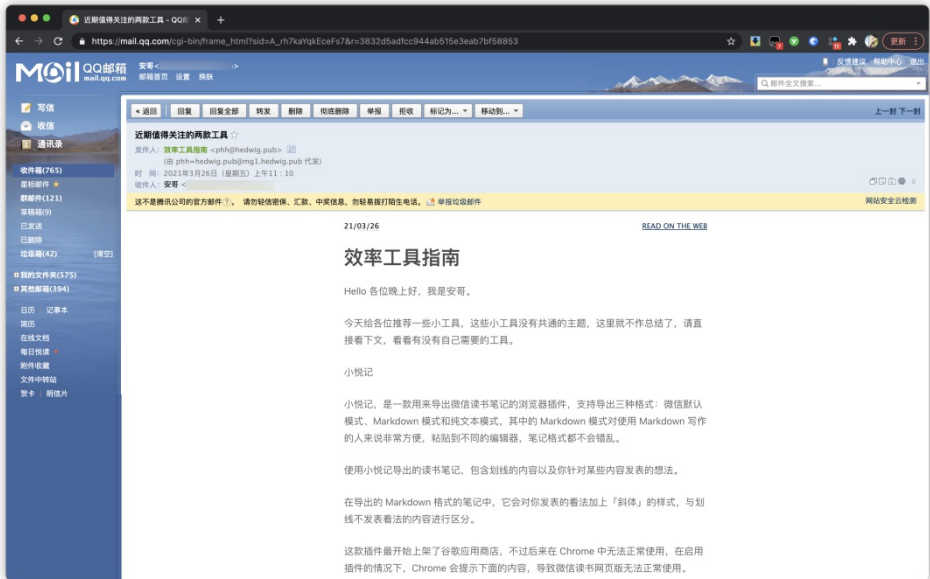 近期值得关注的两款工具 - QQ邮
https://mail.qq.com/cgi-bin/frame_html?sid=A_rh7kaYqkEceFs7&r=3832d5adfcc944ab515e3eab7bf58853
更新
Mail QQ邮箱
mail.qq.com
安哥<
>
邮箱首页 设置 换肤
反馈建议 帮助中心 退出
邮件全文搜索...
写信
收信
通讯录
收件箱(765)
星标邮件
群邮件(121)
草稿箱(9)
已发送
已删除
垃圾箱(42) [清空]
我的文件夹(575)
其他邮箱(394)
日历 记事本
简历
在线文档
每日悦读
附件收藏
文件中转站
贺卡 | 明信片
« 返回 回复 回复全部 转发 删除 彻底删除 举报 拒收 标记为... 移动到...
上一封 下一封
近期值得关注的两款工具
发件人: 效率工具指南 <phh@hedwig.pub>
(由 phh=hedwig.pub@mg1.hedwig.pub 代发)
时 间: 2021年3月26日 (星期五) 上午11:10
收件人: 安哥 <
这不是腾讯公司的官方邮件。 请勿轻信密保、汇款、中奖信息,勿轻易拨打陌生电话。 举报垃圾邮件
网站安全云检测
21/03/26
READ ON THE WEB
效率工具指南
Hello 各位晚上好,我是安哥。
今天给各位推荐一些小工具,这些小工具没有共通的主题,这里就不作总结了,请直
接看下文,看看有没有自己需要的工具。
小悦记
小悦记,是一款用来导出微信读书笔记的浏览器插件,支持导出三种格式:微信默认
模式、Markdown 模式和纯文本模式,其中的 Markdown 模式对使用 Markdown 写作
的人来说非常方便,粘贴到不同的编辑器,笔记格式都不会错乱。
使用小悦记导出的读书笔记,包含划线的内容以及你针对某些内容发表的想法。
在导出的 Markdown 格式的笔记中,它会对你发表的看法加上「斜体」的样式,与划
线不发表看法的内容进行区分。
这款插件最开始上架了谷歌应用商店,不过后来在 Chrome 中无法正常使用,在启用
插件的情况下,Chrome 会提示下面的内容,导致微信读书网页版无法正常使用。